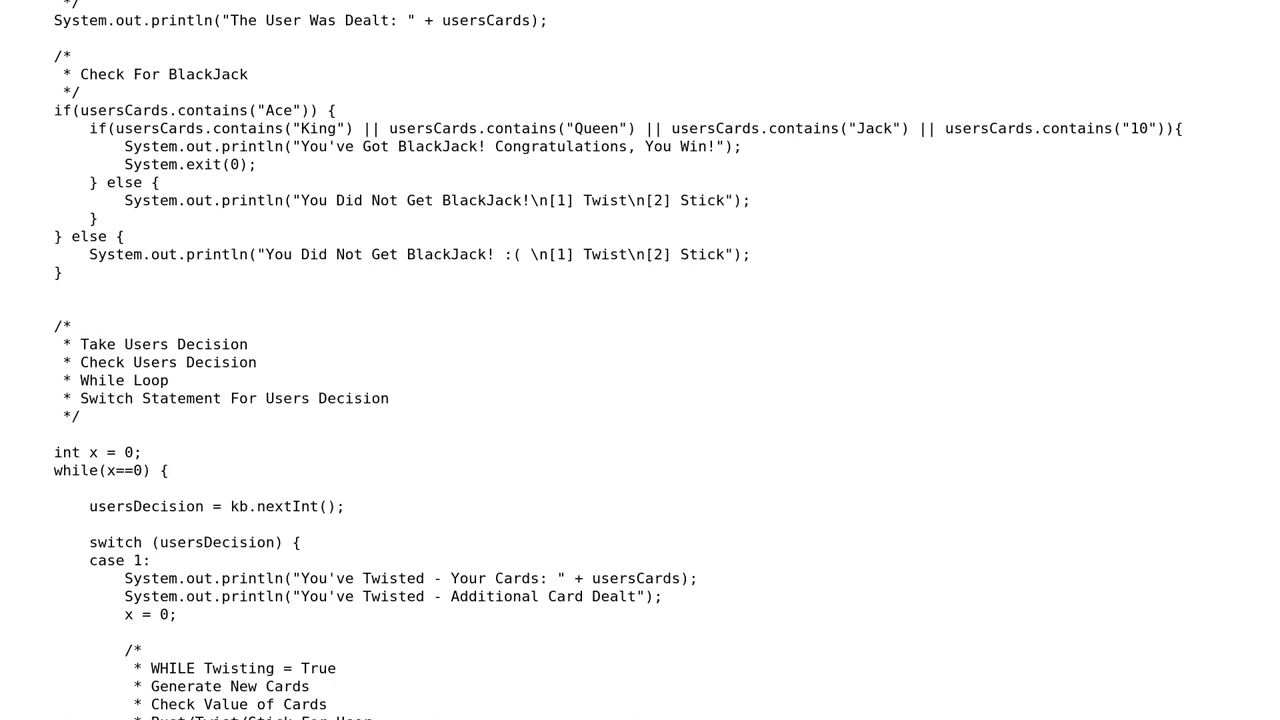 */
System.out.println("The User Was Dealt: " + usersCards);
/*
* Check For BlackJack
*/
if(usersCards.contains("Ace")) {
if(usersCards.contains("King") || usersCards.contains("Queen") || usersCards.contains("Jack") || usersCards.contains("10")){
System.out.println("You've Got BlackJack! Congratulations, You Win!");
System.exit(0);
} else {
System.out.println("You Did Not Get BlackJack!\n[1] Twist\n[2] Stick");
}
} else {
System.out.println("You Did Not Get BlackJack! :( \n[1] Twist\n[2] Stick");
}
/*
* Take Users Decision
* Check Users Decision
* While Loop
* Switch Statement For Users Decision
*/
int x = 0;
while(x==0) {
usersDecision = kb.nextInt();
switch (usersDecision) {
case 1:
System.out.println("You've Twisted - Your Cards: " + usersCards);
System.out.println("You've Twisted - Additional Card Dealt");
x = 0;
/*
* WHILE Twisting = True
* Generate New Cards
* Check Value of Cards
* Bust/Twist/Stick For User